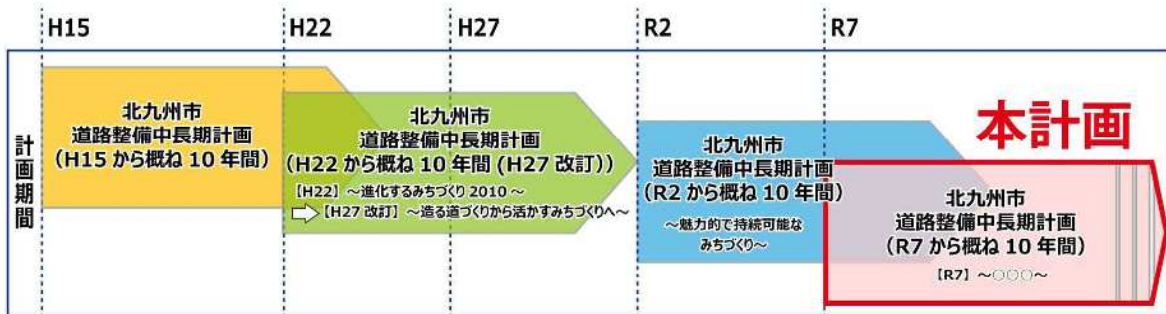 H15
H22
H27
R2
R7
計画期間
北九州市
道路整備中長期計画
(H15 から概ね 10 年間)
北九州市
道路整備中長期計画
(H22 から概ね 10 年間 (H27 改訂))
【H22】～進化するみちづくり 2010～
【H27 改訂】～造る道づくりから活かすみちづくりへ～
北九州市
道路整備中長期計画
(R2 から概ね 10 年間)
～魅力的で持続可能な
みちづくり～
本計画
北九州市
道路整備中長期計画
(R7 から概ね 10 年間)
【R7】～○○○～